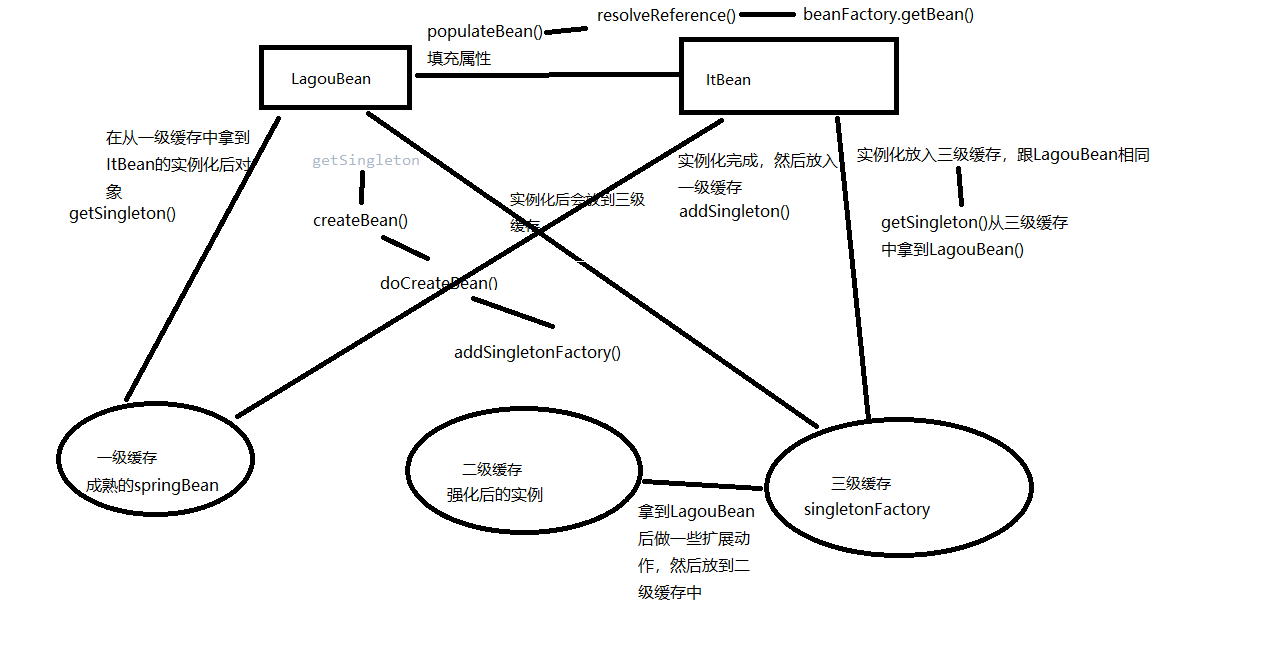 populateBean()
填充属性
resolveReference()
beanFactory.getBean()
LagouBean
ItBean
在从一级缓存中拿到
ItBean的实例化后对
象
getSingleton()
getSingleton
createBean()
doCreateBean()
addSingletonFactory()
实例化后会放到三级
缓存
实例化完成，然后放入
一级缓存
addSingleton()
实例化放入三级缓存，跟LagouBean相同
getSingleton()从三级缓存
中拿到LagouBean()
一级缓存
成熟的springBean
二级缓存
强化后的实例
拿到LagouBean
后做一些扩展动
作，然后放到二
级缓存中
三级缓存
singletonFactory